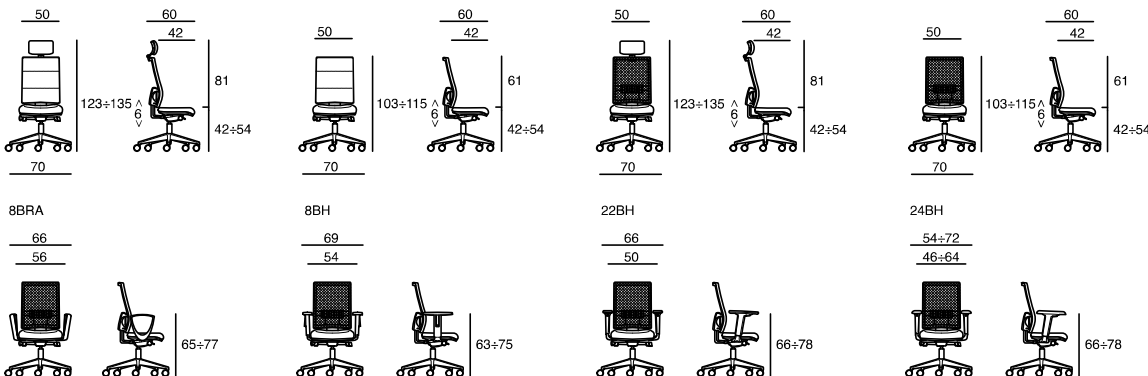 50 60 50 60
42 60 42 60
50 42 50 42
81 61 81 61
123÷135 ^ 6 v 103÷115 ^ 6 v 123÷135 ^ 6 v 103÷115 ^ 6 v
42÷54 42÷54 42÷54 42÷54
70 70 70 70
8BRA 8BH 22BH 24BH
66 69 66 54÷72
56 54 50 46÷64
65÷77 63÷75 66÷78 66÷78